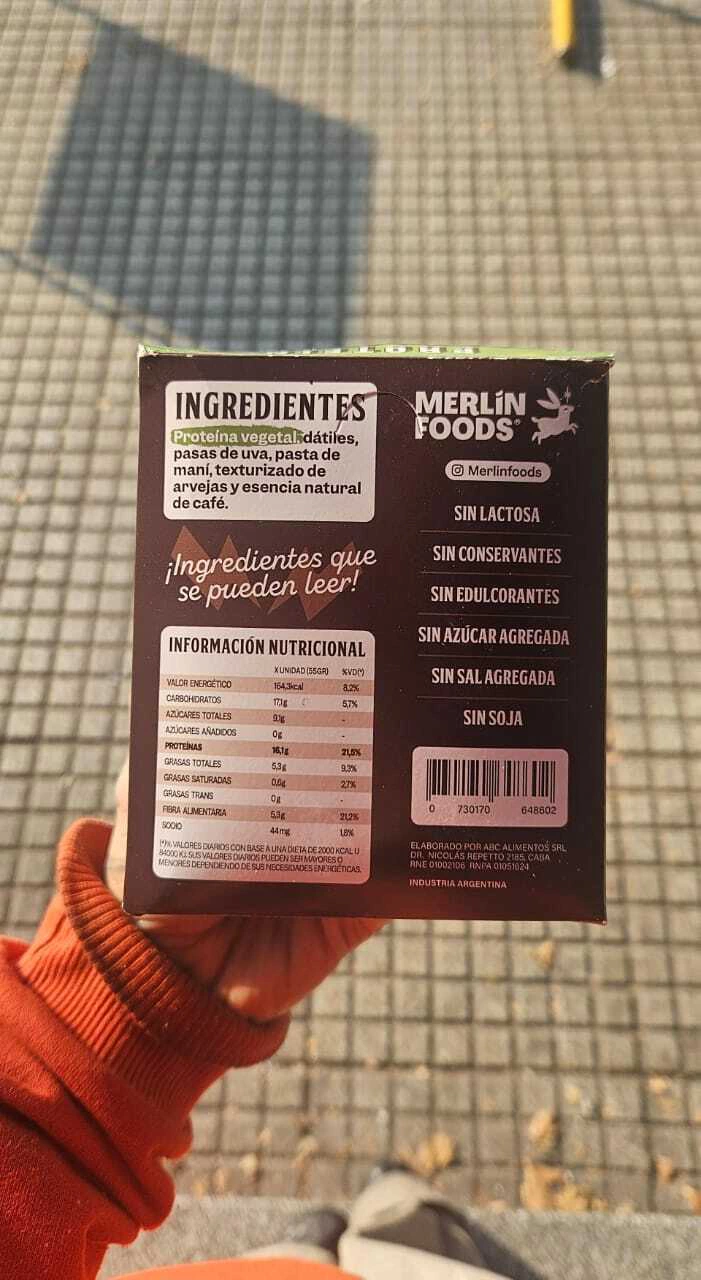 INGREDIENTES
Proteína vegetal, dátiles,
pasas de uva, pasta de
maní, texturizado de
arvejas y esencia natural
de café.
¡Ingredientes que
se pueden leer!
INFORMACIÓN NUTRICIONAL
X UNIDAD (55GR) %VD(*)
VALOR ENERGÉTICO 164,3kcal 8,2%
CARBOHIDRATOS 17,1g 5,7%
AZÚCARES TOTALES 9,1g -
AZÚCARES AÑADIDOS 0g -
PROTEÍNAS 16,1g 21,5%
GRASAS TOTALES 5,3g 9,3%
GRASAS SATURADAS 0,6g 2,7%
GRASAS TRANS 0g -
FIBRA ALIMENTARIA 5,3g 21,2%
SODIO 44mg 1,8%
(*)% VALORES DIARIOS CON BASE A UNA DIETA DE 2000 KCAL U
84000 KJ. SUS VALORES DIARIOS PUEDEN SER MAYORES O
MENORES DEPENDIENDO DE SUS NECESIDADES ENERGÉTICAS.
MERLÍN
FOODS®
Merlinfoods
SIN LACTOSA
SIN CONSERVANTES
SIN EDULCORANTES
SIN AZÚCAR AGREGADA
SIN SAL AGREGADA
SIN SOJA
0 730170 648602
ELABORADO POR ABC ALIMENTOS SRL
DR. NICOLÁS REPETTO 2185, CABA
RNE 01002106 RNPA 01051624
INDUSTRIA ARGENTINA